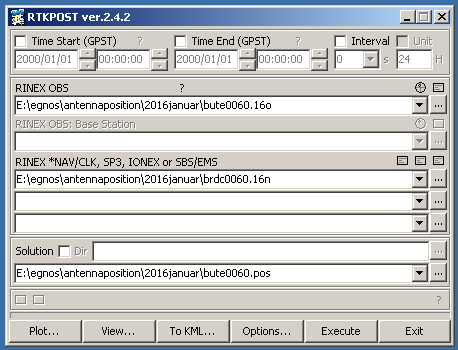 RTKPOST ver.2.4.2
Time Start (GPST) ? Time End (GPST) ? Interval Unit
2000/01/01 00:00:00 2000/01/01 00:00:00 0 s 24 H
RINEX OBS ?
E:\egnos\antennaposition\2016januar\bute0060.16o
...
RINEX OBS: Base Station
...
RINEX *NAV/CLK, SP3, IONEX or SBS/EMS
E:\egnos\antennaposition\2016januar\brdc0060.16n
...
...
...
Solution Dir
...
E:\egnos\antennaposition\2016januar\bute0060.pos
...
?
Plot... View... To KML... Options... Execute Exit